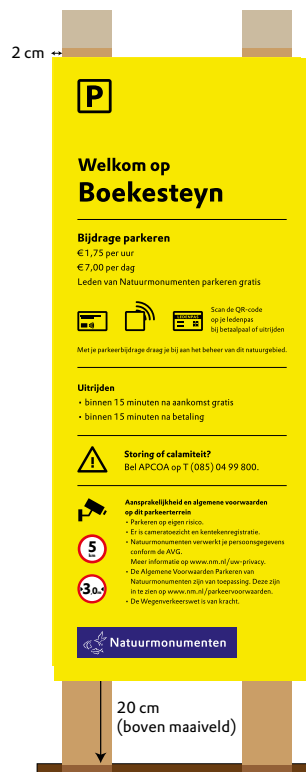 2 cm
P
Welkom op
Boekesteyn
Bijdrage parkeren
€1,75 per uur
€7,00 per dag
Leden van Natuurmonumenten parkeren gratis
LEDENPAS
Scan de QR-code
op je ledenpas
bij betaalpaal of uitrijden
Met je parkeerbijdrage draag je bij aan het beheer van dit natuurgebied.
Uitrijden
• binnen 15 minuten na aankomst gratis
• binnen 15 minuten na betaling
Storing of calamiteit?
Bel APCOA op T (085) 04 99 800.
Aansprakelijkheid en algemene voorwaarden
op dit parkeerterrein
• Parkeren op eigen risico.
• Er is cameratoezicht en kentekenregistratie.
• Natuurmonumenten verwerkt je persoonsgegevens
conform de AVG.
Meer informatie op www.nm.nl/uw-privacy.
• De Algemene Voorwaarden Parkeren van
Natuurmonumenten zijn van toepassing. Deze zijn
in te zien op www.nm.nl/parkeervoorwaarden.
• De Wegenverkeerswet is van kracht.
5
3,0m
Natuurmonumenten
20 cm
(boven maaiveld)